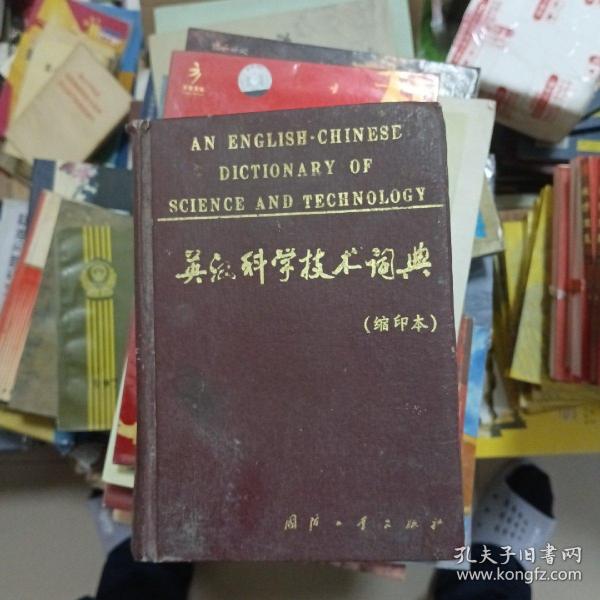 AN ENGLISH-CHINESE
DICTIONARY OF
SCIENCE AND TECHNOLOGY
英汉科学技术词典
(缩印本)
国防工业出版社
孔夫子旧书网
www.kongfz.com